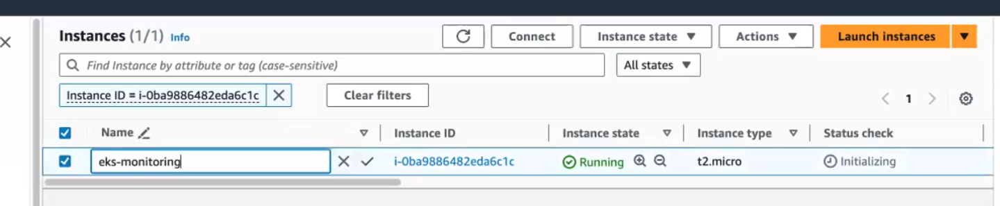 Instances (1/1) Info
Connect
Instance state
Actions
Launch instances
Find Instance by attribute or tag (case-sensitive)
All states
Instance ID = i-0ba9886482eda6c1c
Clear filters
1
Name
Instance ID
Instance state
Instance type
Status check
eks-monitoring
i-0ba9886482eda6c1c
Running
t2.micro
Initializing